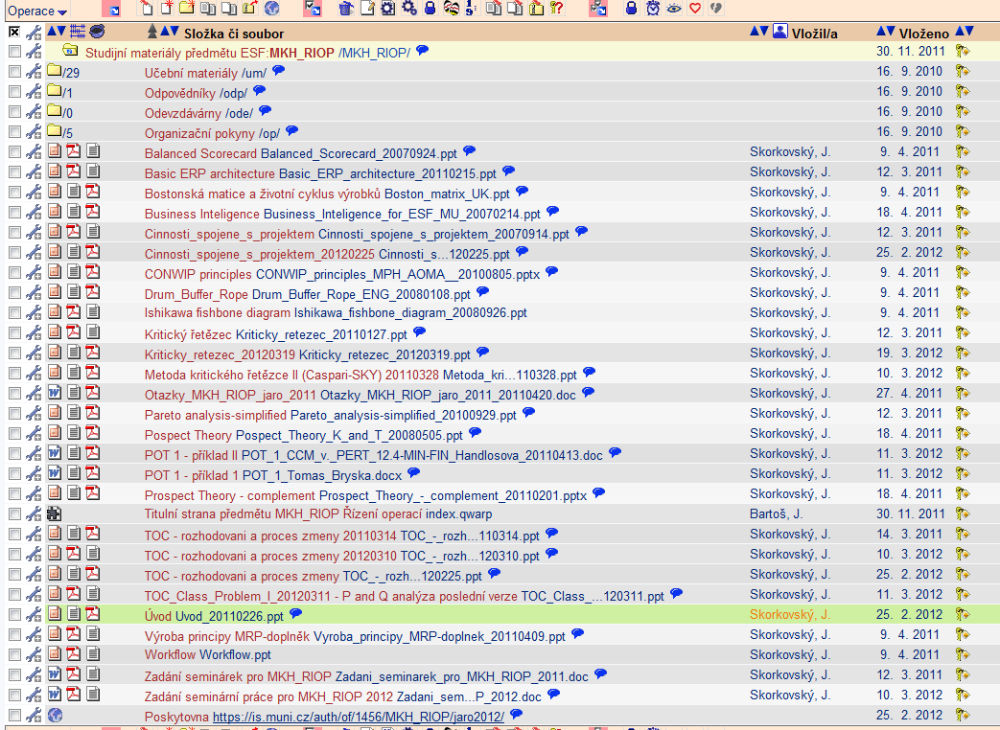 Operace
Složka či soubor Vložil/a Vloženo
Studijní materiály předmětu ESF:MKH_RIOP /MKH_RIOP/ 30. 11. 2011
/29 Učební materiály /um/ 16. 9. 2010
/1 Odpovědníky /odp/ 16. 9. 2010
/0 Odevzdávárny /ode/ 16. 9. 2010
/5 Organizační pokyny /op/ 16. 9. 2010
Balanced Scorecard Balanced_Scorecard_20070924.ppt Skorkovský, J. 9. 4. 2011
Basic ERP architecture Basic_ERP_architecture_20110215.ppt Skorkovský, J. 12. 3. 2011
Bostonská matice a životní cyklus výrobků Boston_matrix_UK.ppt Skorkovský, J. 9. 4. 2011
Business Inteligence Business_Inteligence_for_ESF_MU_20070214.ppt Skorkovský, J. 18. 4. 2011
Cinnosti_spojene_s_projektem Cinnosti_spojene_s_projektem_20070914.ppt Skorkovský, J. 12. 3. 2011
Cinnosti_spojene_s_projektem_20120225 Cinnosti_s...120225.ppt Skorkovský, J. 25. 2. 2012
CONWIP principles CONWIP_principles_MPH_AOMA__20100805.pptx Skorkovský, J. 9. 4. 2011
Drum_Buffer_Rope Drum_Buffer_Rope_ENG_20080108.ppt Skorkovský, J. 9. 4. 2011
Ishikawa fishbone diagram Ishikawa_fishbone_diagram_20080926.ppt Skorkovský, J. 9. 4. 2011
Kritický řetězec Kriticky_retezec_20110127.ppt Skorkovský, J. 12. 3. 2011
Kriticky_retezec_20120319 Kriticky_retezec_20120319.ppt Skorkovský, J. 19. 3. 2012
Metoda kritického řetězce II (Caspari-SKY) 20110328 Metoda_kri...110328.ppt Skorkovský, J. 10. 3. 2012
Otazky_MKH_RIOP_jaro_2011 Otazky_MKH_RIOP_jaro_2011_20110420.doc Skorkovský, J. 27. 4. 2011
Pareto analysis-simplified Pareto_analysis-simplified_20100929.ppt Skorkovský, J. 12. 3. 2011
Pospect Theory Pospect_Theory_K_and_T_20080505.ppt Skorkovský, J. 18. 4. 2011
POT 1 - příklad II POT_1_CCM_v._PERT_12.4-MIN-FIN_Handlosova_20110413.doc Skorkovský, J. 11. 3. 2012
POT 1 - příklad 1 POT_1_Tomas_Bryska.docx Skorkovský, J. 11. 3. 2012
Prospect Theory - complement Prospect_Theory_-_complement_20110201.pptx Skorkovský, J. 18. 4. 2011
Titulní strana předmětu MKH_RIOP Řízení operací index.qwarp Bartoš, J. 30. 11. 2011
TOC - rozhodovani a proces zmeny 20110314 TOC_-_rozh...110314.ppt Skorkovský, J. 14. 3. 2011
TOC - rozhodovani a proces zmeny 20120310 TOC_-_rozh...120310.ppt Skorkovský, J. 10. 3. 2012
TOC - rozhodovani a proces zmeny TOC_-_rozh...120225.ppt Skorkovský, J. 25. 2. 2012
TOC_Class_Problem_I_20120311 - P and Q analýza poslední verze TOC_Class_...120311.ppt Skorkovský, J. 11. 3. 2012
Úvod Uvod_20110226.ppt Skorkovský, J. 25. 2. 2012
Výroba principy MRP-doplněk Vyroba_principy_MRP-doplnek_20110409.ppt Skorkovský, J. 9. 4. 2011
Workflow Workflow.ppt Skorkovský, J. 9. 4. 2011
Zadání seminárek pro MKH_RIOP Zadani_seminarek_pro_MKH_RIOP_2011.doc Skorkovský, J. 12. 3. 2011
Zadání seminární práce pro MKH_RIOP 2012 Zadani_sem...P_2012.doc Skorkovský, J. 10. 3. 2012
Poskytovna https://is.muni.cz/auth/of/1456/MKH_RIOP/jaro2012/ 25. 2. 2012